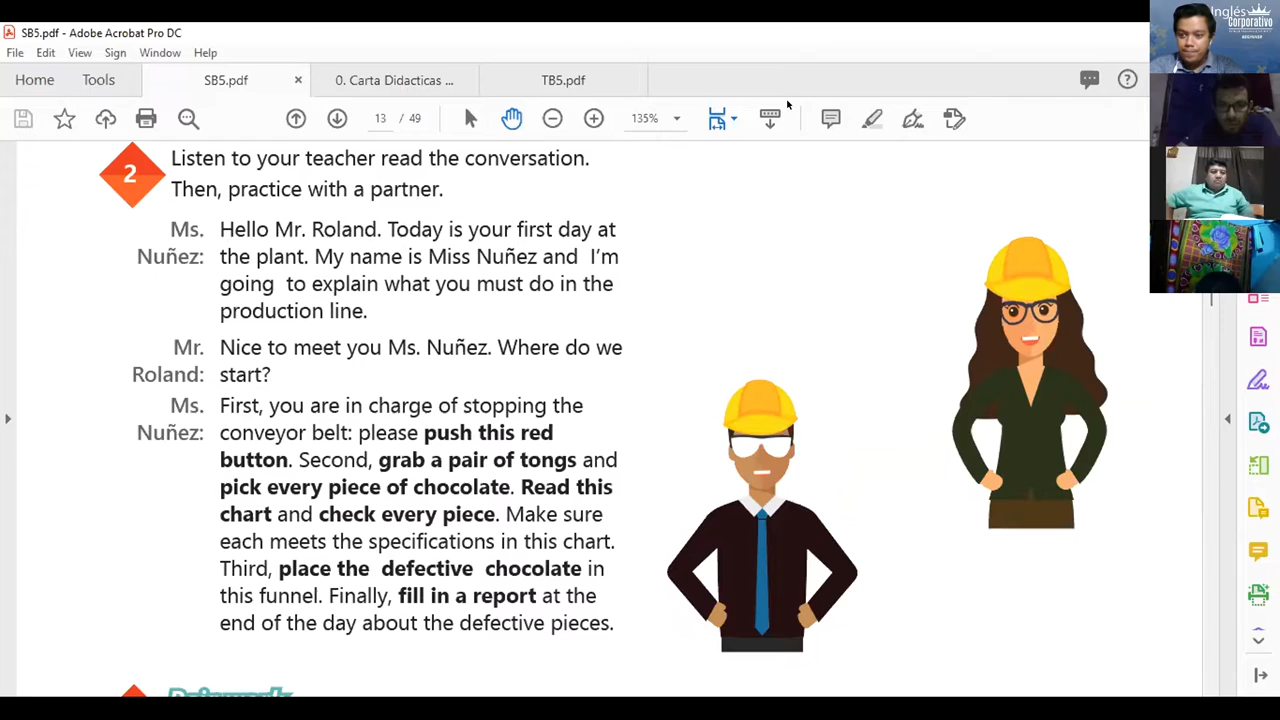 SB5.pdf - Adobe Acrobat Pro DC
File Edit View Sign Window Help
Home Tools SB5.pdf × 0. Carta Didacticas ... TB5.pdf
13 / 49 135%
2
Listen to your teacher read the conversation.
Then, practice with a partner.
Ms. Hello Mr. Roland. Today is your first day at
Nuñez: the plant. My name is Miss Nuñez and I'm
going to explain what you must do in the
production line.
Mr. Nice to meet you Ms. Nuñez. Where do we
Roland: start?
Ms. First, you are in charge of stopping the
Nuñez: conveyor belt: please push this red
button. Second, grab a pair of tongs and
pick every piece of chocolate. Read this
chart and check every piece. Make sure
each meets the specifications in this chart.
Third, place the defective chocolate in
this funnel. Finally, fill in a report at the
end of the day about the defective pieces.
Inglés
Corporativo
BEGINNER